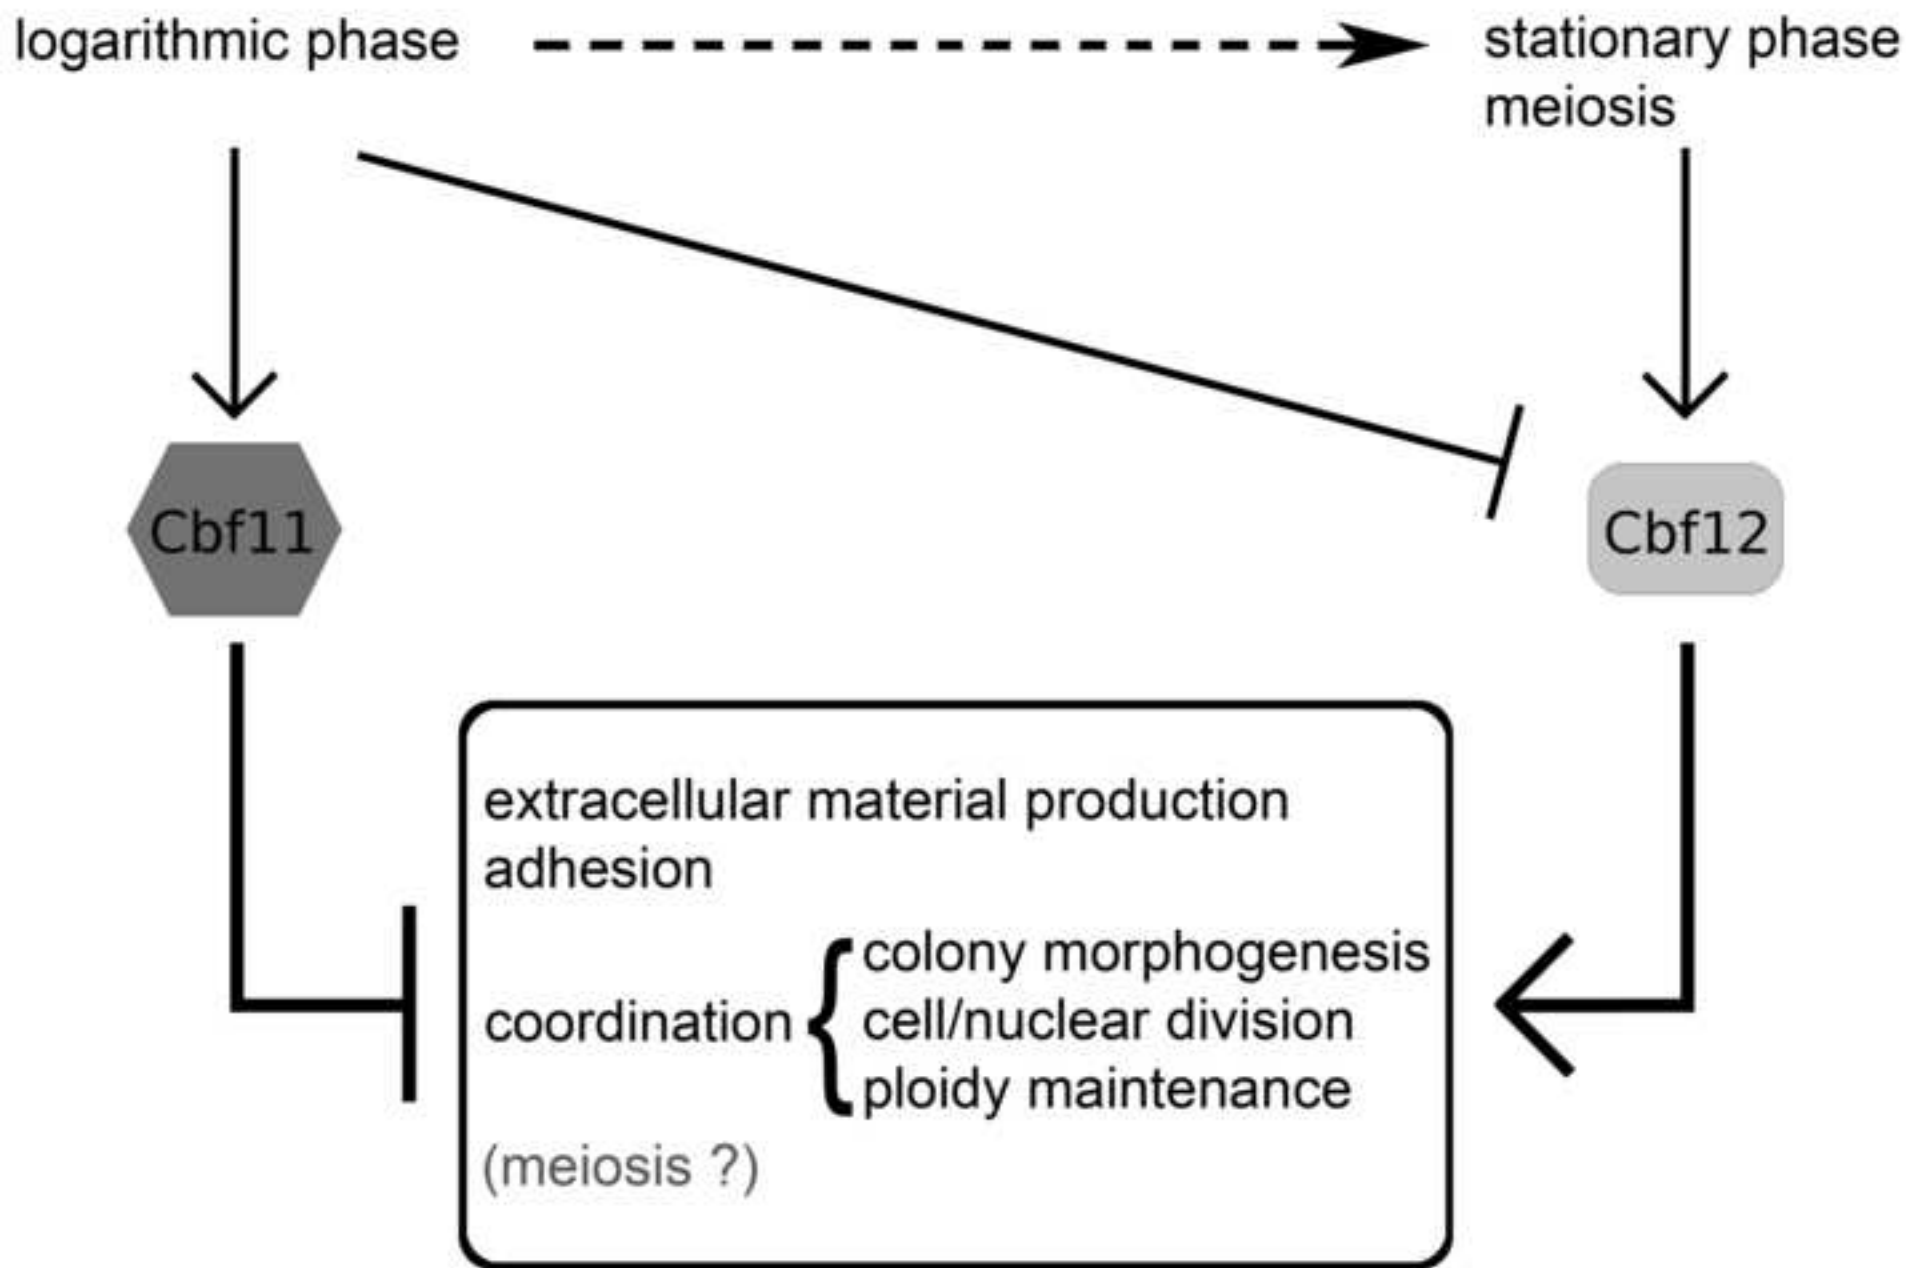 logarithmic phase
stationary phase
meiosis
Cbf11
Cbf12
extracellular material production
adhesion
coordination
colony morphogenesis
cell/nuclear division
ploidy maintenance
(meiosis ?)